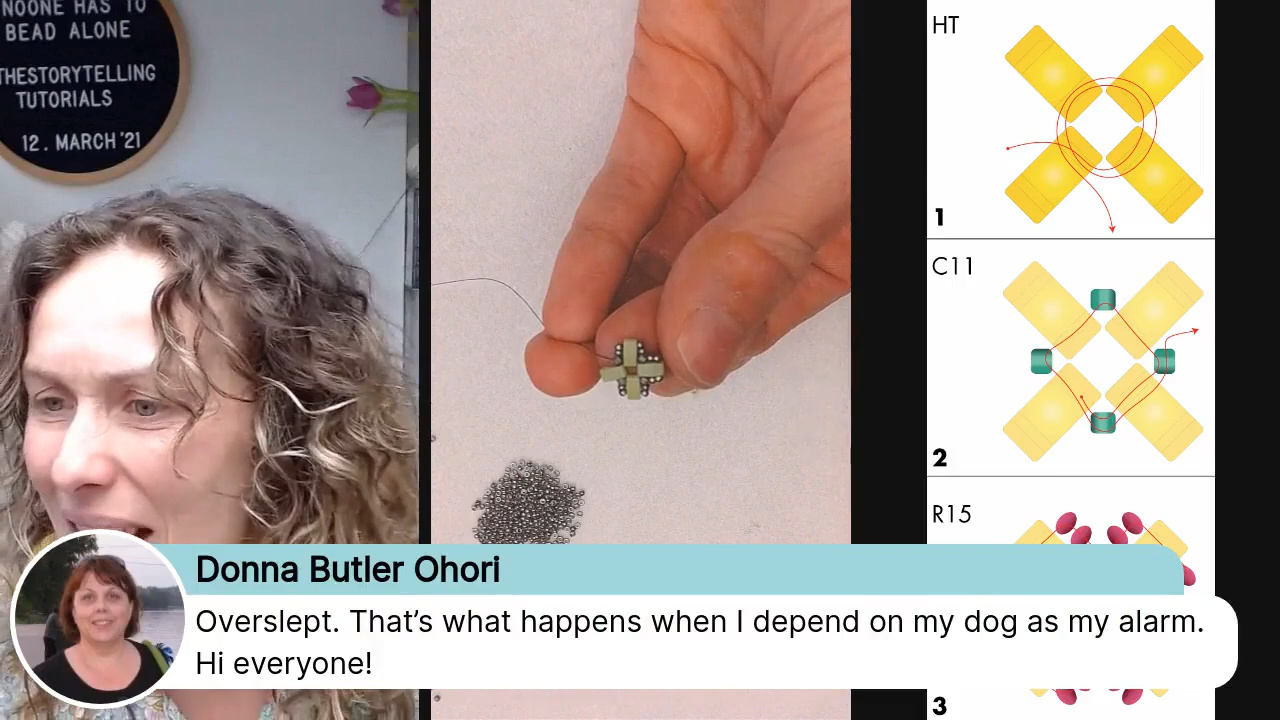 NOONE HAS TO
BEAD ALONE
THESTORYTELLING
TUTORIALS
12. MARCH '21
HT
1
C11
2
R15
3
Donna Butler Ohori
Overslept. That's what happens when I depend on my dog as my alarm.
Hi everyone!